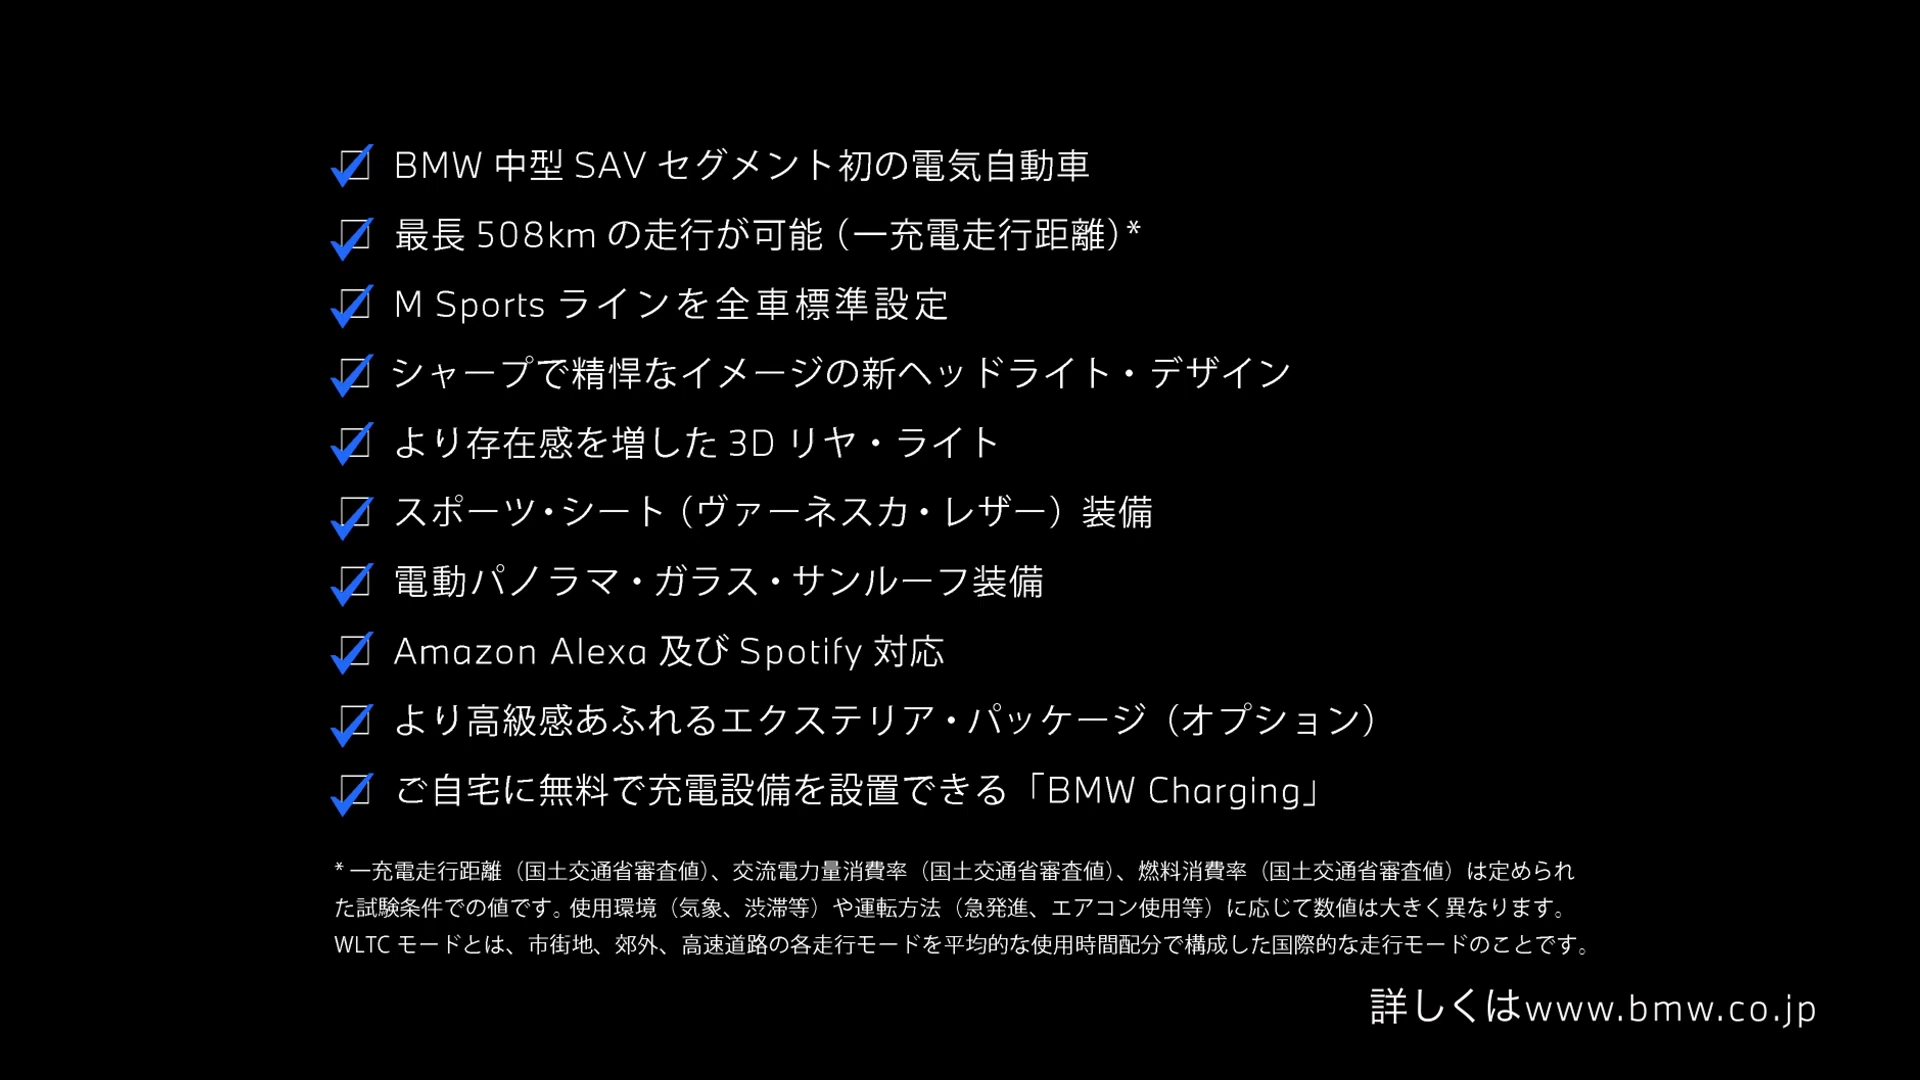 BMW 中型 SAV セグメント初の電気自動車
最長 508km の走行が可能（一充電走行距離）*
M Sports ラインを全車標準設定
シャープで精悍なイメージの新ヘッドライト・デザイン
より存在感を増した 3D リヤ・ライト
スポーツ・シート（ヴァーネスカ・レザー）装備
電動パノラマ・ガラス・サンルーフ装備
Amazon Alexa 及び Spotify 対応
より高級感あふれるエクステリア・パッケージ（オプション）
ご自宅に無料で充電設備を設置できる「BMW Charging」
* 一充電走行距離（国土交通省審査値）、交流電力量消費率（国土交通省審査値）、燃料消費率（国土交通省審査値）は定められ
た試験条件での値です。使用環境（気象、渋滞等）や運転方法（急発進、エアコン使用等）に応じて数値は大きく異なります。
WLTC モードとは、市街地、郊外、高速道路の各走行モードを平均的な使用時間配分で構成した国際的な走行モードのことです。
詳しくはwww.bmw.co.jp